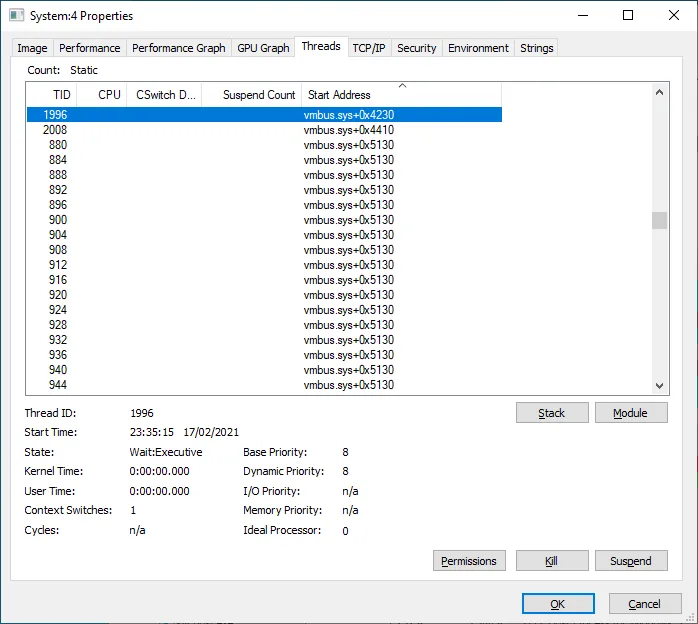 System:4 Properties
Image Performance Performance Graph GPU Graph Threads TCP/IP Security Environment Strings
Count: Static
TID CPU CSwitch D... Suspend Count Start Address
1996 vmbus.sys+0x4230
2008 vmbus.sys+0x4410
880 vmbus.sys+0x5130
884 vmbus.sys+0x5130
888 vmbus.sys+0x5130
892 vmbus.sys+0x5130
896 vmbus.sys+0x5130
900 vmbus.sys+0x5130
904 vmbus.sys+0x5130
908 vmbus.sys+0x5130
912 vmbus.sys+0x5130
916 vmbus.sys+0x5130
920 vmbus.sys+0x5130
924 vmbus.sys+0x5130
928 vmbus.sys+0x5130
932 vmbus.sys+0x5130
936 vmbus.sys+0x5130
940 vmbus.sys+0x5130
944 vmbus.sys+0x5130
Thread ID: 1996 Stack Module
Start Time: 23:35:15 17/02/2021
State: Wait:Executive Base Priority: 8
Kernel Time: 0:00:00.000 Dynamic Priority: 8
User Time: 0:00:00.000 I/O Priority: n/a
Context Switches: 1 Memory Priority: n/a
Cycles: n/a Ideal Processor: 0
Permissions Kill Suspend
OK Cancel